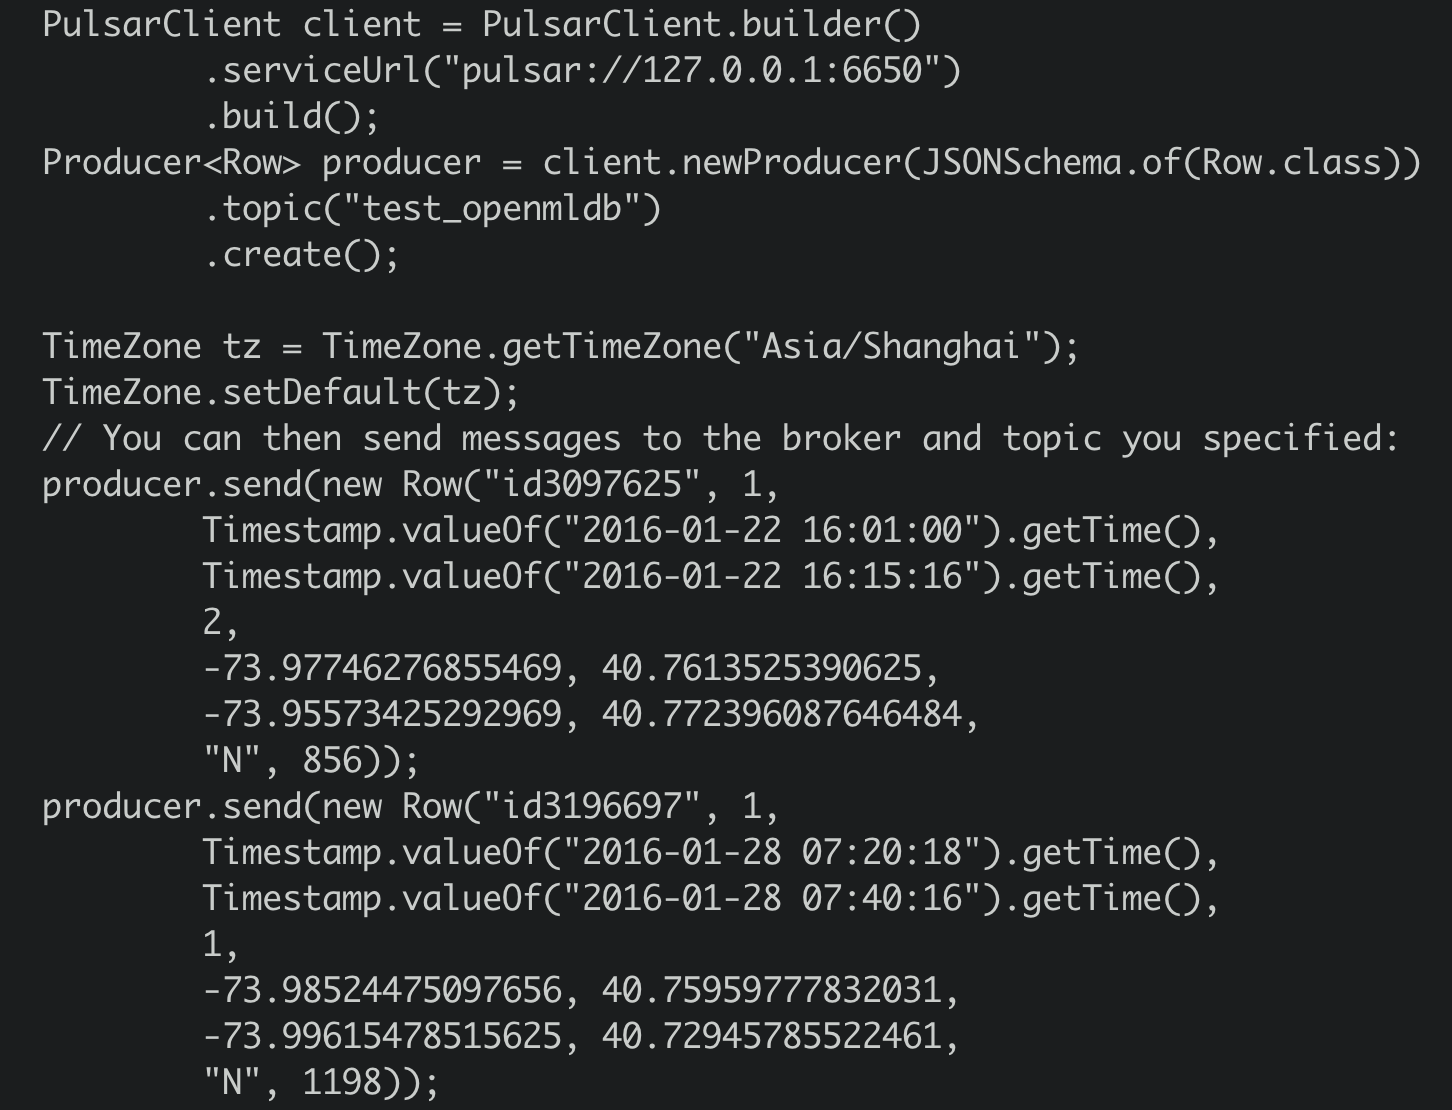 PulsarClient client = PulsarClient.builder()
        .serviceUrl("pulsar://127.0.0.1:6650")
        .build();
Producer<Row> producer = client.newProducer(JSONSchema.of(Row.class))
        .topic("test_openmldb")
        .create();

TimeZone tz = TimeZone.getTimeZone("Asia/Shanghai");
TimeZone.setDefault(tz);
// You can then send messages to the broker and topic you specified:
producer.send(new Row("id3097625", 1,
        Timestamp.valueOf("2016-01-22 16:01:00").getTime(),
        Timestamp.valueOf("2016-01-22 16:15:16").getTime(),
        2,
        -73.97746276855469, 40.7613525390625,
        -73.95573425292969, 40.772396087646484,
        "N", 856));
producer.send(new Row("id3196697", 1,
        Timestamp.valueOf("2016-01-28 07:20:18").getTime(),
        Timestamp.valueOf("2016-01-28 07:40:16").getTime(),
        1,
        -73.98524475097656, 40.75959777832031,
        -73.99615478515625, 40.72945785522461,
        "N", 1198));